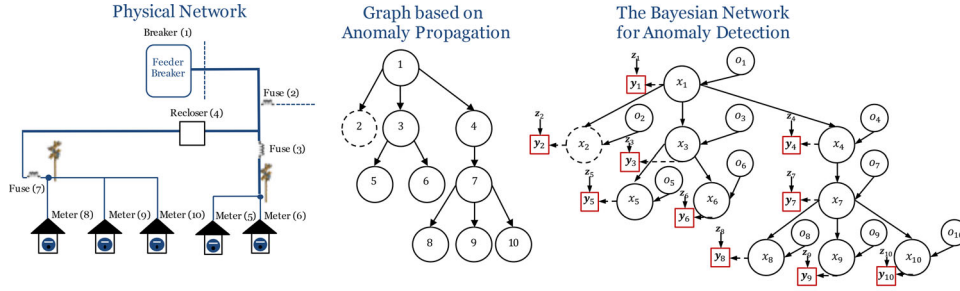 Physical Network
Breaker (1)
Feeder
Breaker
Fuse (2)
Recloser (4)
Fuse (3)
Fuse (7)
Meter (8)
Meter (9)
Meter (10)
Meter (5)
Meter (6)
Graph based on
Anomaly Propagation
1
2
3
4
5
6
7
8
9
10
The Bayesian Network
for Anomaly Detection
z₁
y₁
x₁
o₁
z₂
y₂
x₂
o₂
z₃
y₃
x₃
o₃
z₄
y₄
x₄
o₄
z₅
y₅
x₅
o₅
z₆
y₆
x₆
o₆
z₇
y₇
x₇
o₇
z₈
y₈
x₈
o₈
z₉
y₉
x₉
o₉
z₁₀
y₁₀
x₁₀
o₁₀